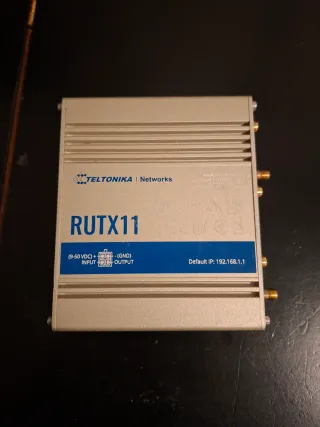 TELTONIKA | Networks
RUTX11
(9-50 VDC) + - (GND)
INPUT OUTPUT
Default IP: 192.168.1.1